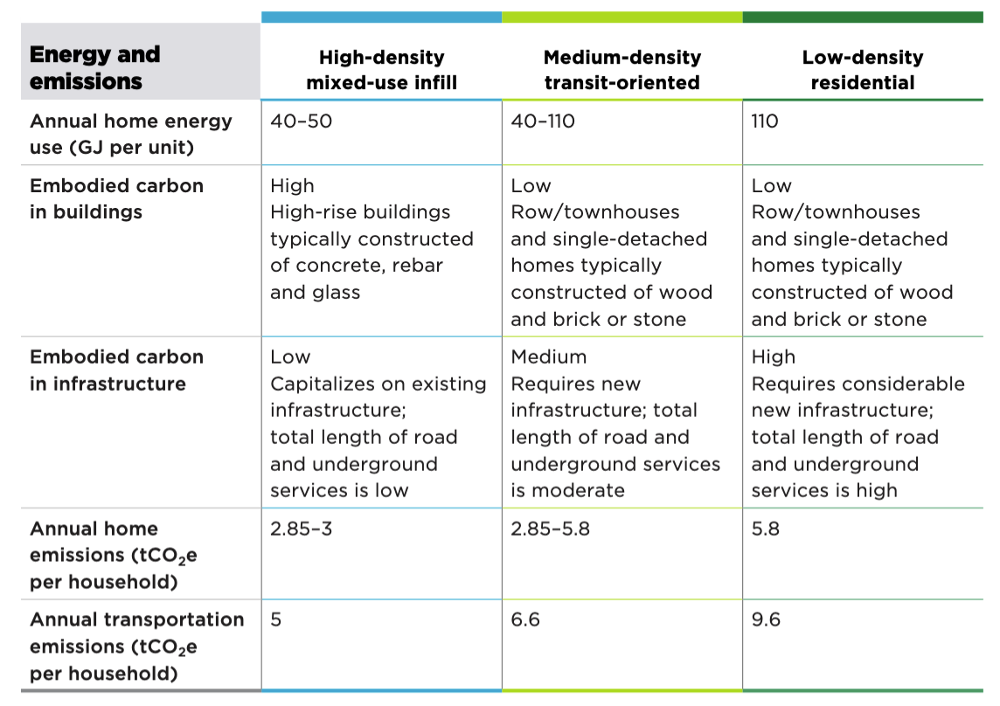 Energy and
emissions
High-density
mixed-use infill
Medium-density
transit-oriented
Low-density
residential
Annual home energy
use (GJ per unit)
40–50
40–110
110
Embodied carbon
in buildings
High
High-rise buildings
typically constructed
of concrete, rebar
and glass
Low
Row/townhouses
and single-detached
homes typically
constructed of wood
and brick or stone
Low
Row/townhouses
and single-detached
homes typically
constructed of wood
and brick or stone
Embodied carbon
in infrastructure
Low
Capitalizes on existing
infrastructure;
total length of road
and underground
services is low
Medium
Requires new
infrastructure; total
length of road and
underground services
is moderate
High
Requires considerable
new infrastructure;
total length of road
and underground
services is high
Annual home
emissions (tCO₂e
per household)
2.85–3
2.85–5.8
5.8
Annual transportation
emissions (tCO₂e
per household)
5
6.6
9.6